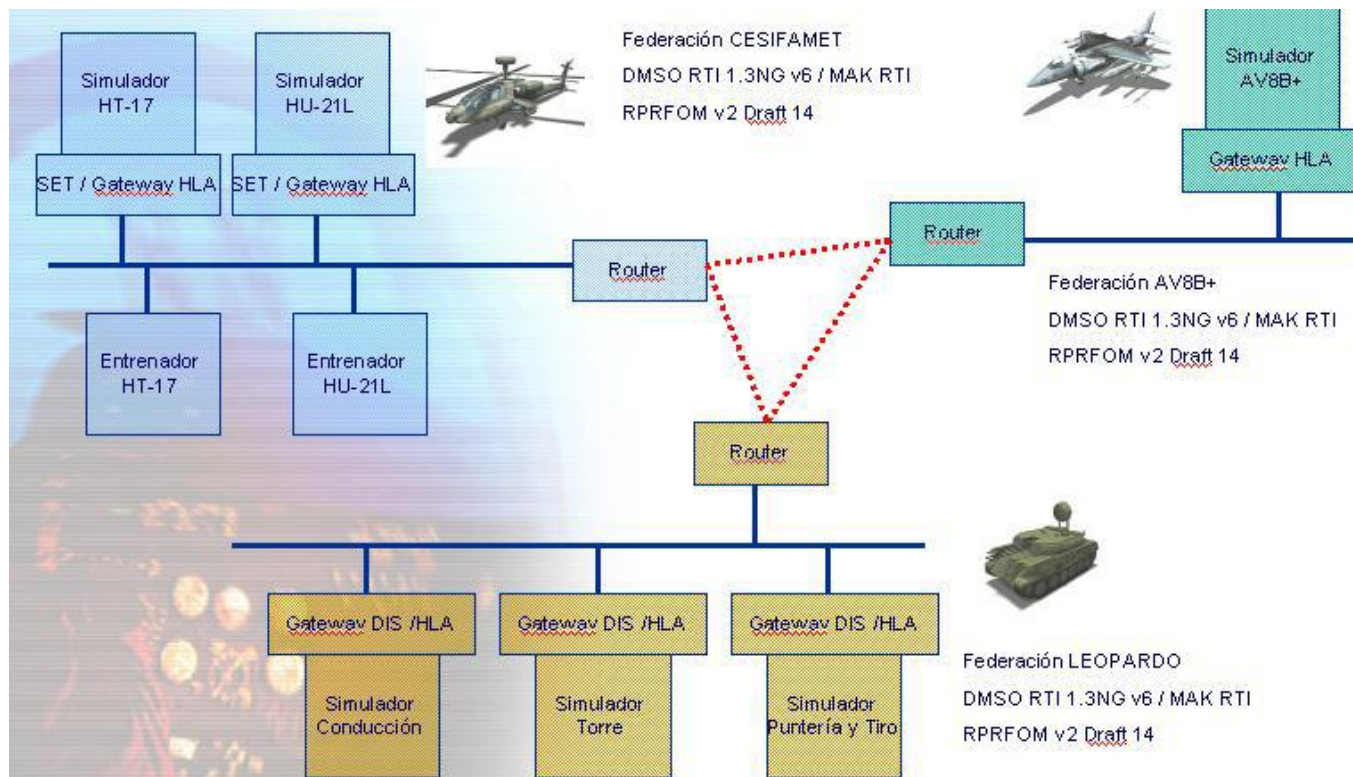 Simulador
HT-17
SET / Gateway HLA
Simulador
HU-21L
SET / Gateway HLA
Federación CESIFAMET
DMSO RTI 1.3NG v6 / MAK RTI
RPRFOM v2 Draft 14
Simulador
AV8B+
Gateway HLA
Router
Router
Federación AV8B+
DMSO RTI 1.3NG v6 / MAK RTI
RPRFOM v2 Draft 14
Entrenador
HT-17
Entrenador
HU-21L
Router
Gateway DIS /HLA
Gateway DIS /HLA
Gateway DIS /HLA
Simulador
Conducción
Simulador
Torre
Simulador
Puntería y Tiro
Federación LEOPARDO
DMSO RTI 1.3NG v6 / MAK RTI
RPRFOM v2 Draft 14